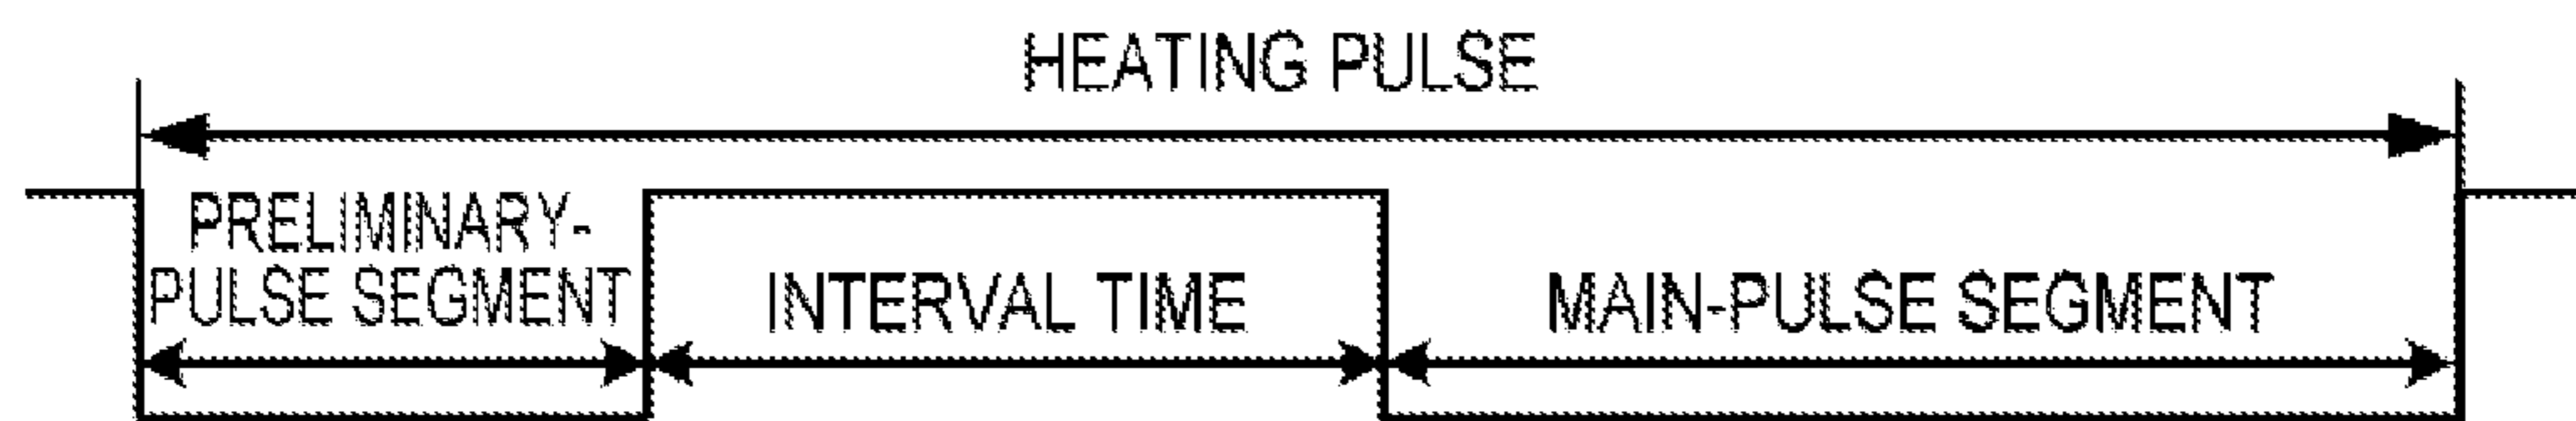 HEATING PULSE
PRELIMINARY-
PULSE SEGMENT
INTERVAL TIME
MAIN-PULSE SEGMENT